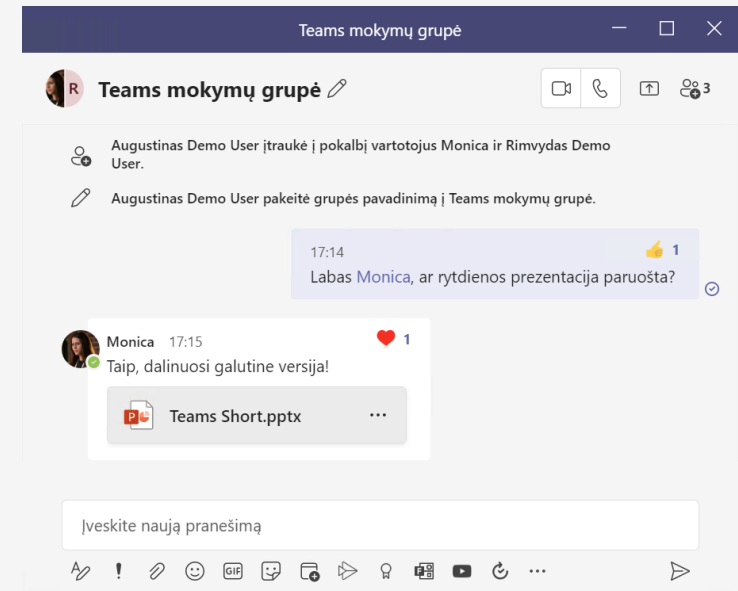 Teams mokymų grupė
R Teams mokymų grupė 3
Augustinas Demo User įtraukė į pokalbį vartotojus Monica ir Rimvydas Demo
User.
Augustinas Demo User pakeitė grupės pavadinimą į Teams mokymų grupė.
17:14 1
Labas Monica, ar rytdienos prezentacija paruošta?
Monica 17:15 1
Taip, dalinuosi galutine versija!
P Teams Short.pptx
Įveskite naują pranešimą
GIF